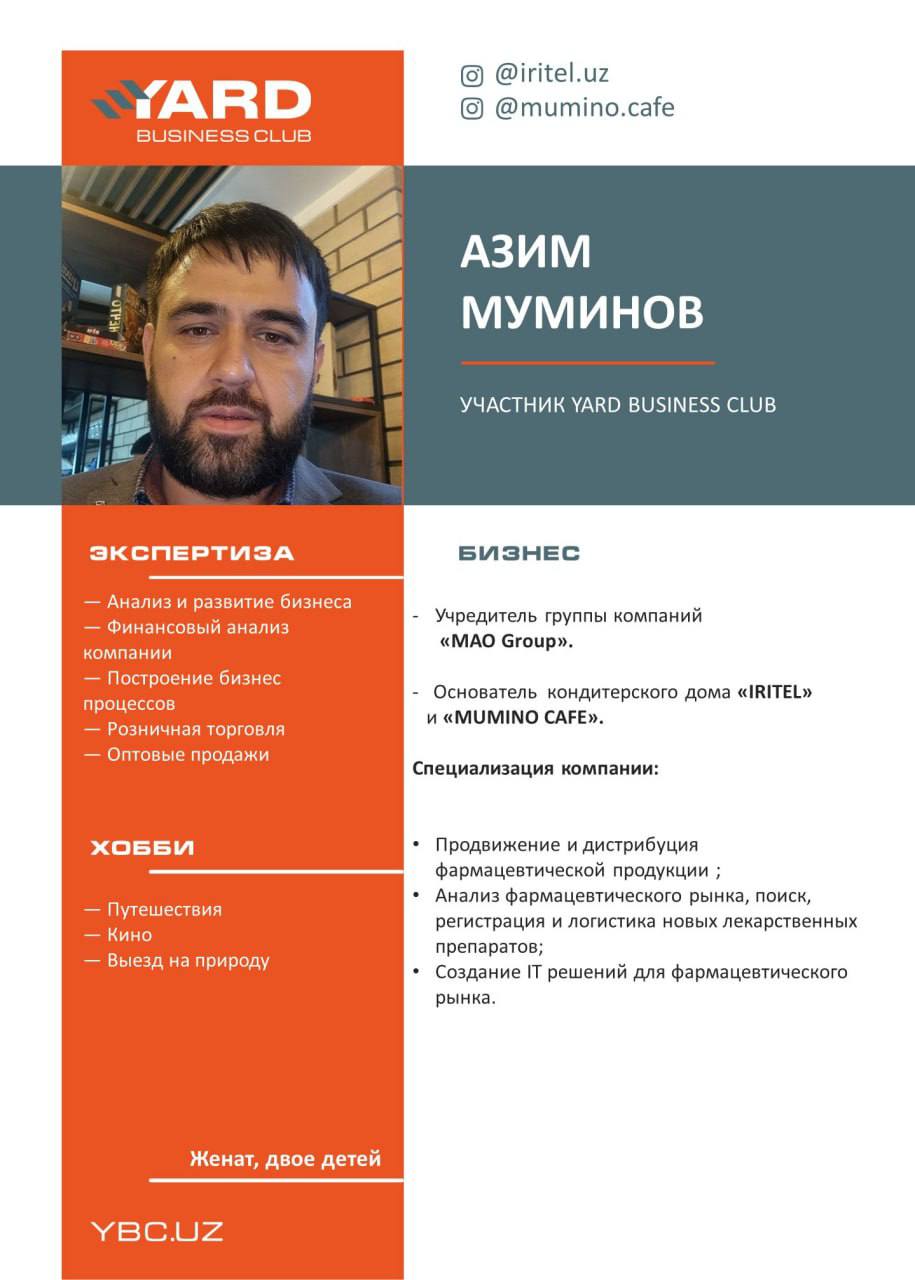 YARD
BUSINESS CLUB
@iritel.uz
@mumino.cafe
АЗИМ
МУМИНОВ
УЧАСТНИК YARD BUSINESS CLUB
ЭКСПЕРТИЗА
— Анализ и развитие бизнеса
— Финансовый анализ
компании
— Построение бизнес
процессов
— Розничная торговля
— Оптовые продажи
ХОББИ
— Путешествия
— Кино
— Выезд на природу
Женат, двое детей
YBC.UZ
БИЗНЕС
- Учредитель группы компаний
«MAO Group».
- Основатель кондитерского дома «IRITEL»
и «MUMINO CAFE».
Специализация компании:
• Продвижение и дистрибуция
фармацевтической продукции ;
• Анализ фармацевтического рынка, поиск,
регистрация и логистика новых лекарственных
препаратов;
• Создание IT решений для фармацевтического
рынка.